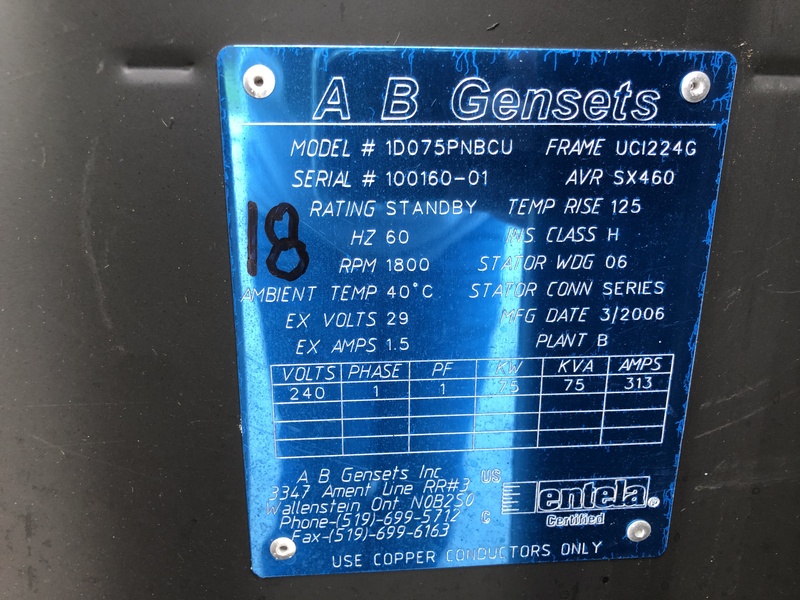 A B Gensets
MODEL # 1D075PNBCU FRAME UCI224G
SERIAL # 100160-01 AVR SX460
RATING STANDBY TEMP RISE 125
18
HZ 60 INS. CLASS H
RPM 1800 STATOR WDG 06
AMBIENT TEMP 40°C STATOR CONN SERIES
EX VOLTS 29 MFG DATE 3/2006
EX AMPS 1.5 PLANT B
VOLTS PHASE PF KW KVA AMPS
240 1 1 75 75 313
A B Gensets Inc
3347 Ament Line RR#3
Wallenstein Ont N0B2S0
Phone-(519)-699-5712
Fax-(519)-699-6163
US
C
entela ®
Certified
USE COPPER CONDUCTORS ONLY